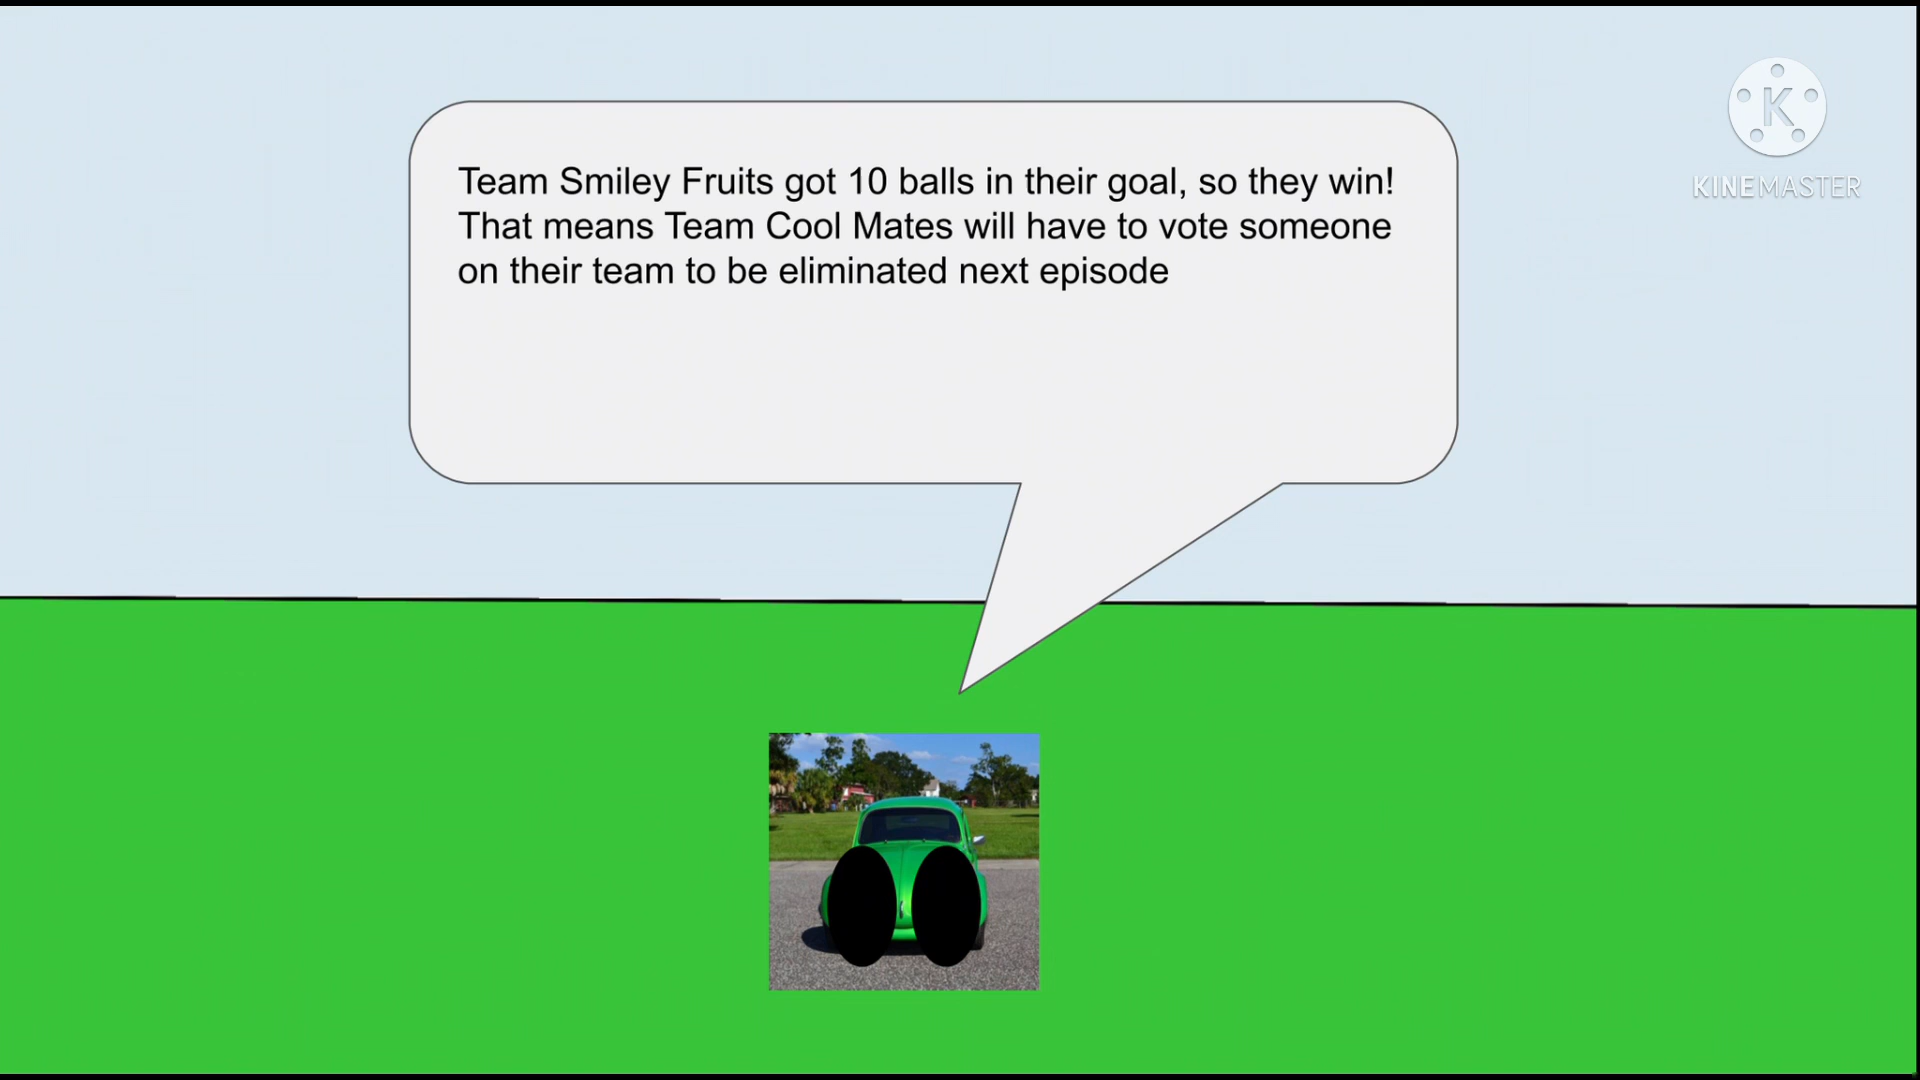 Team Smiley Fruits got 10 balls in their goal, so they win!
That means Team Cool Mates will have to vote someone
on their team to be eliminated next episode
K
KINEMASTER